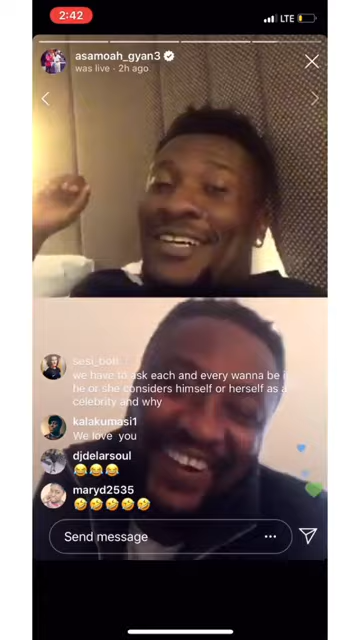 2:42
LTE
asamoah_gyan3
was live · 2h ago
sesi_boh
we have to ask each and every wanna be i
he or she considers himself or herself as a
celebrity and why
kalakumasi1
We love you
djdelarsoul
😂😂😂
maryd2535
🤣🤣🤣🤣🤣
Send message